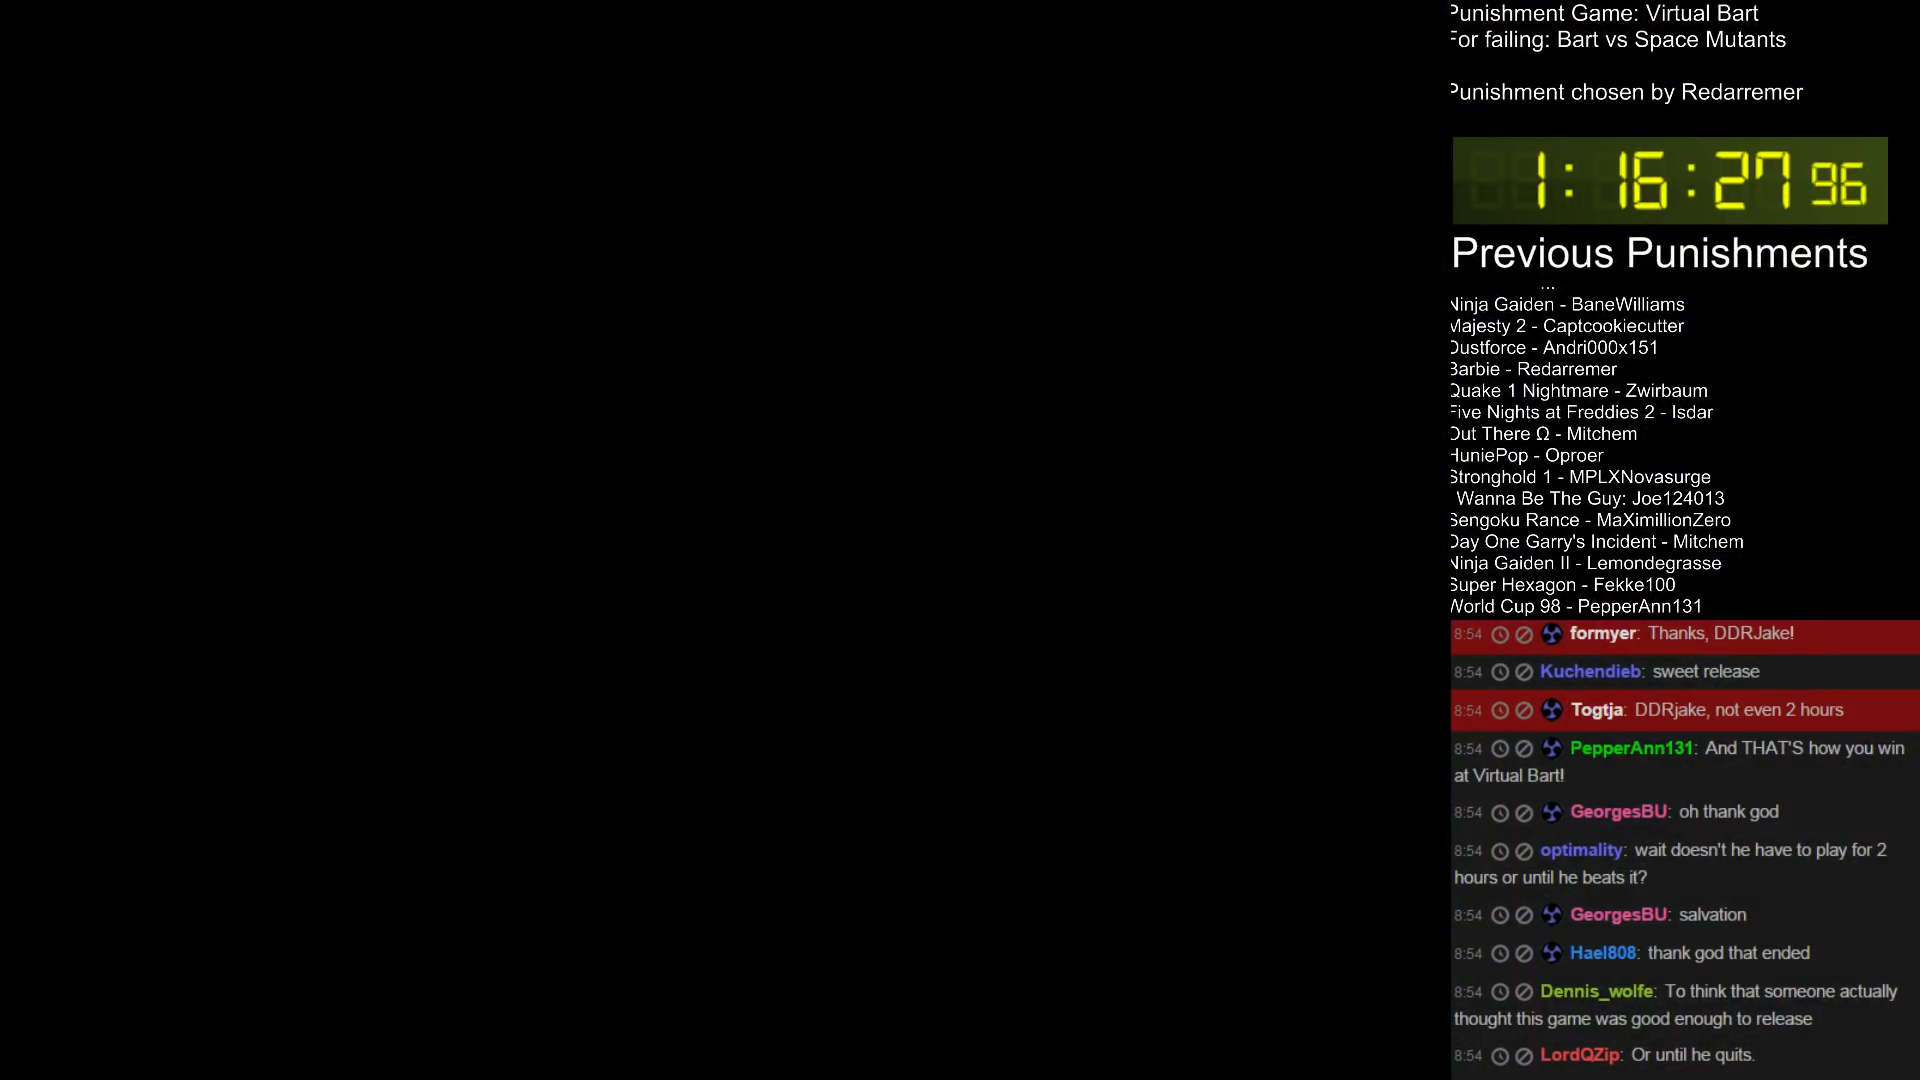 Punishment Game: Virtual Bart
For failing: Bart vs Space Mutants
Punishment chosen by Redarremer
1: 16:27 96
Previous Punishments
...
Ninja Gaiden - BaneWilliams
Majesty 2 - Captcookiecutter
Dustforce - Andri000x151
Barbie - Redarremer
Quake 1 Nightmare - Zwirbaum
Five Nights at Freddies 2 - Isdar
Out There Ω - Mitchem
HuniePop - Oproer
Stronghold 1 - MPLXNovasurge
Wanna Be The Guy: Joe124013
Sengoku Rance - MaXimillionZero
Day One Garry's Incident - Mitchem
Ninja Gaiden II - Lemondegrasse
Super Hexagon - Fekke100
World Cup 98 - PepperAnn131
8:54 formyer: Thanks, DDRJake!
8:54 Kuchendieb: sweet release
8:54 Togtja: DDRjake, not even 2 hours
8:54 PepperAnn131: And THAT'S how you win
at Virtual Bart!
8:54 GeorgesBU: oh thank god
8:54 optimality: wait doesn't he have to play for 2
hours or until he beats it?
8:54 GeorgesBU: salvation
8:54 Hael808: thank god that ended
8:54 Dennis_wolfe: To think that someone actually
thought this game was good enough to release
8:54 LordQZip: Or until he quits.